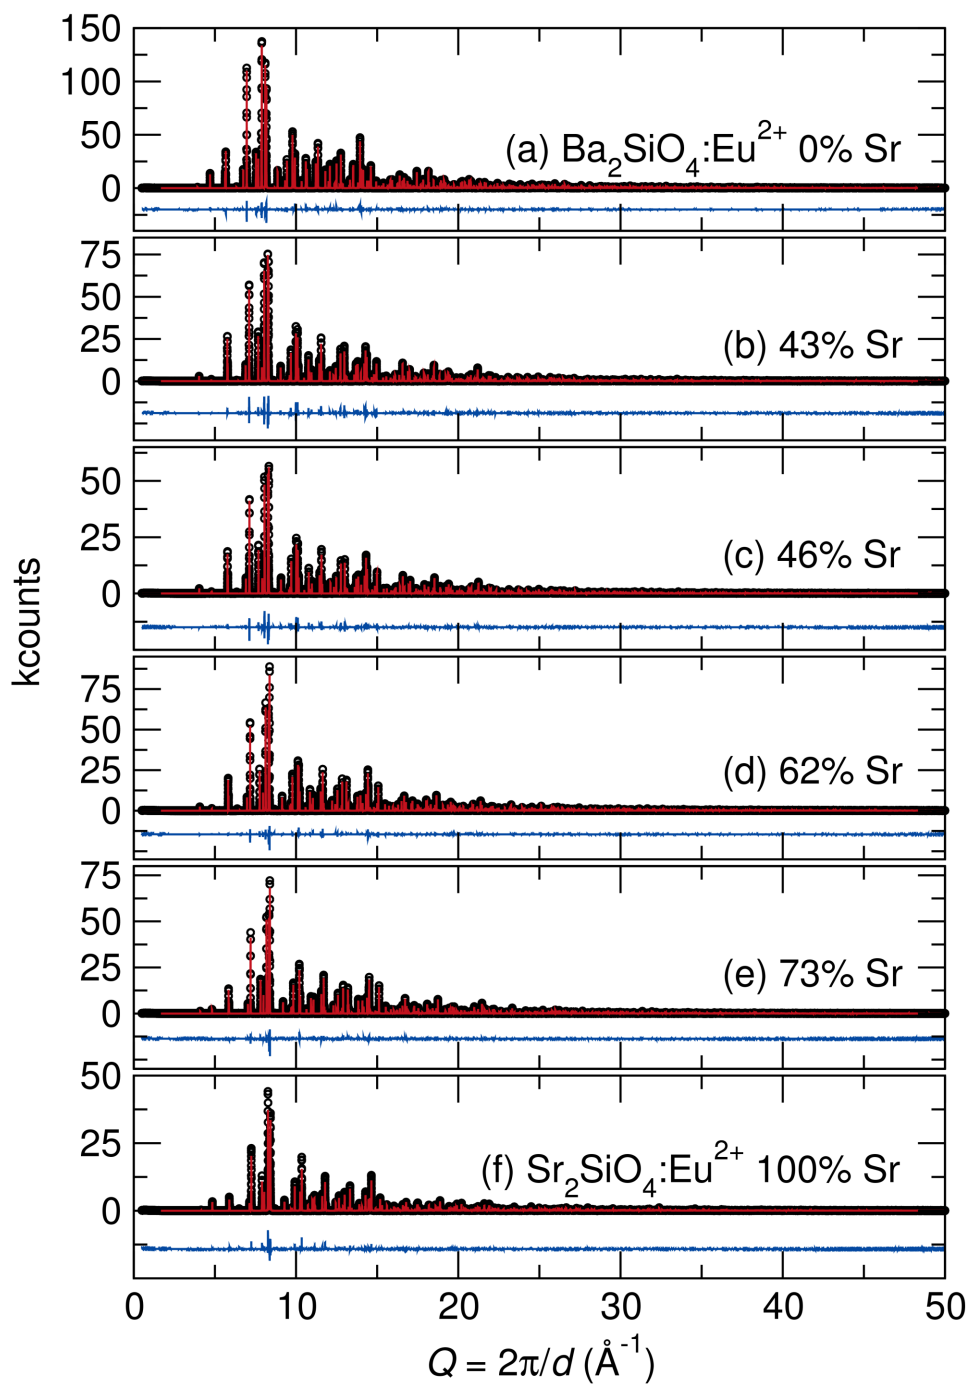 150
100
50
0
(a) Ba2SiO4:Eu2+ 0% Sr
75
50
25
0
(b) 43% Sr
50
25
0
(c) 46% Sr
kcounts
75
50
25
0
(d) 62% Sr
75
50
25
0
(e) 73% Sr
50
25
0
(f) Sr2SiO4:Eu2+ 100% Sr
0 10 20 30 40 50
Q = 2π/d (Å-1)